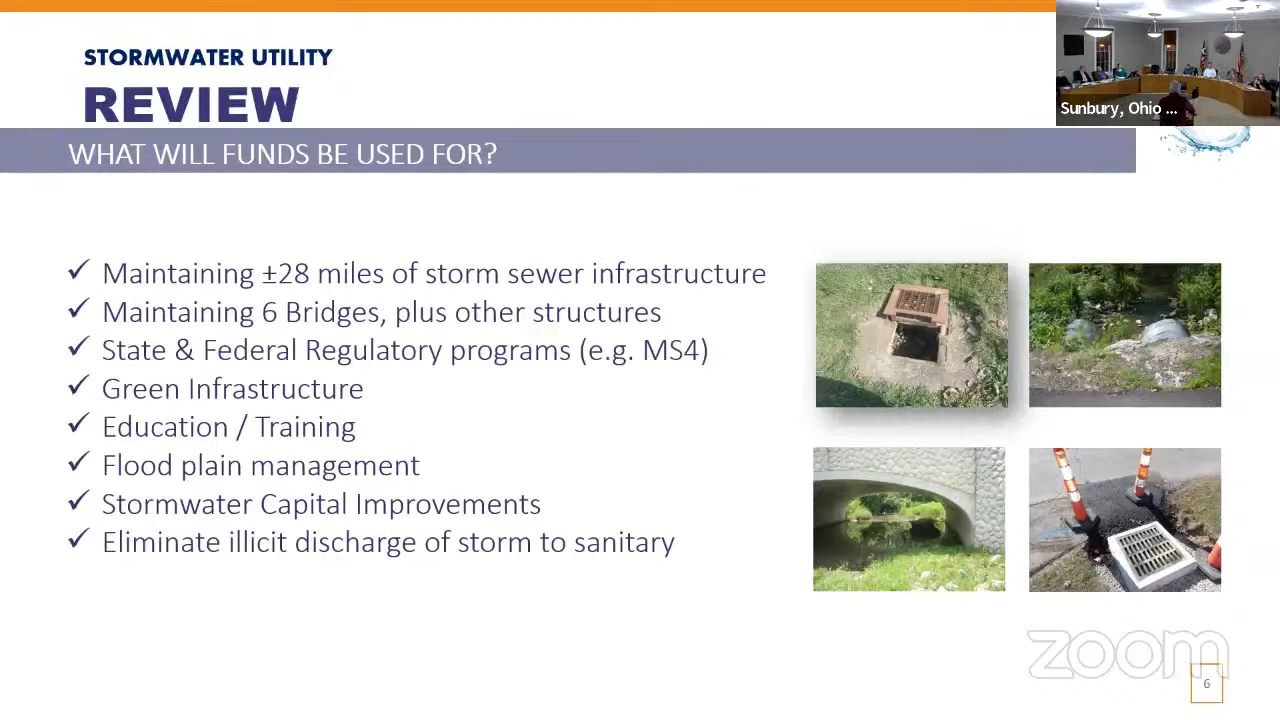 STORMWATER UTILITY
REVIEW
Sunbury, Ohio ...
WHAT WILL FUNDS BE USED FOR?
✓ Maintaining ±28 miles of storm sewer infrastructure
✓ Maintaining 6 Bridges, plus other structures
✓ State & Federal Regulatory programs (e.g. MS4)
✓ Green Infrastructure
✓ Education / Training
✓ Flood plain management
✓ Stormwater Capital Improvements
✓ Eliminate illicit discharge of storm to sanitary
zoom
6